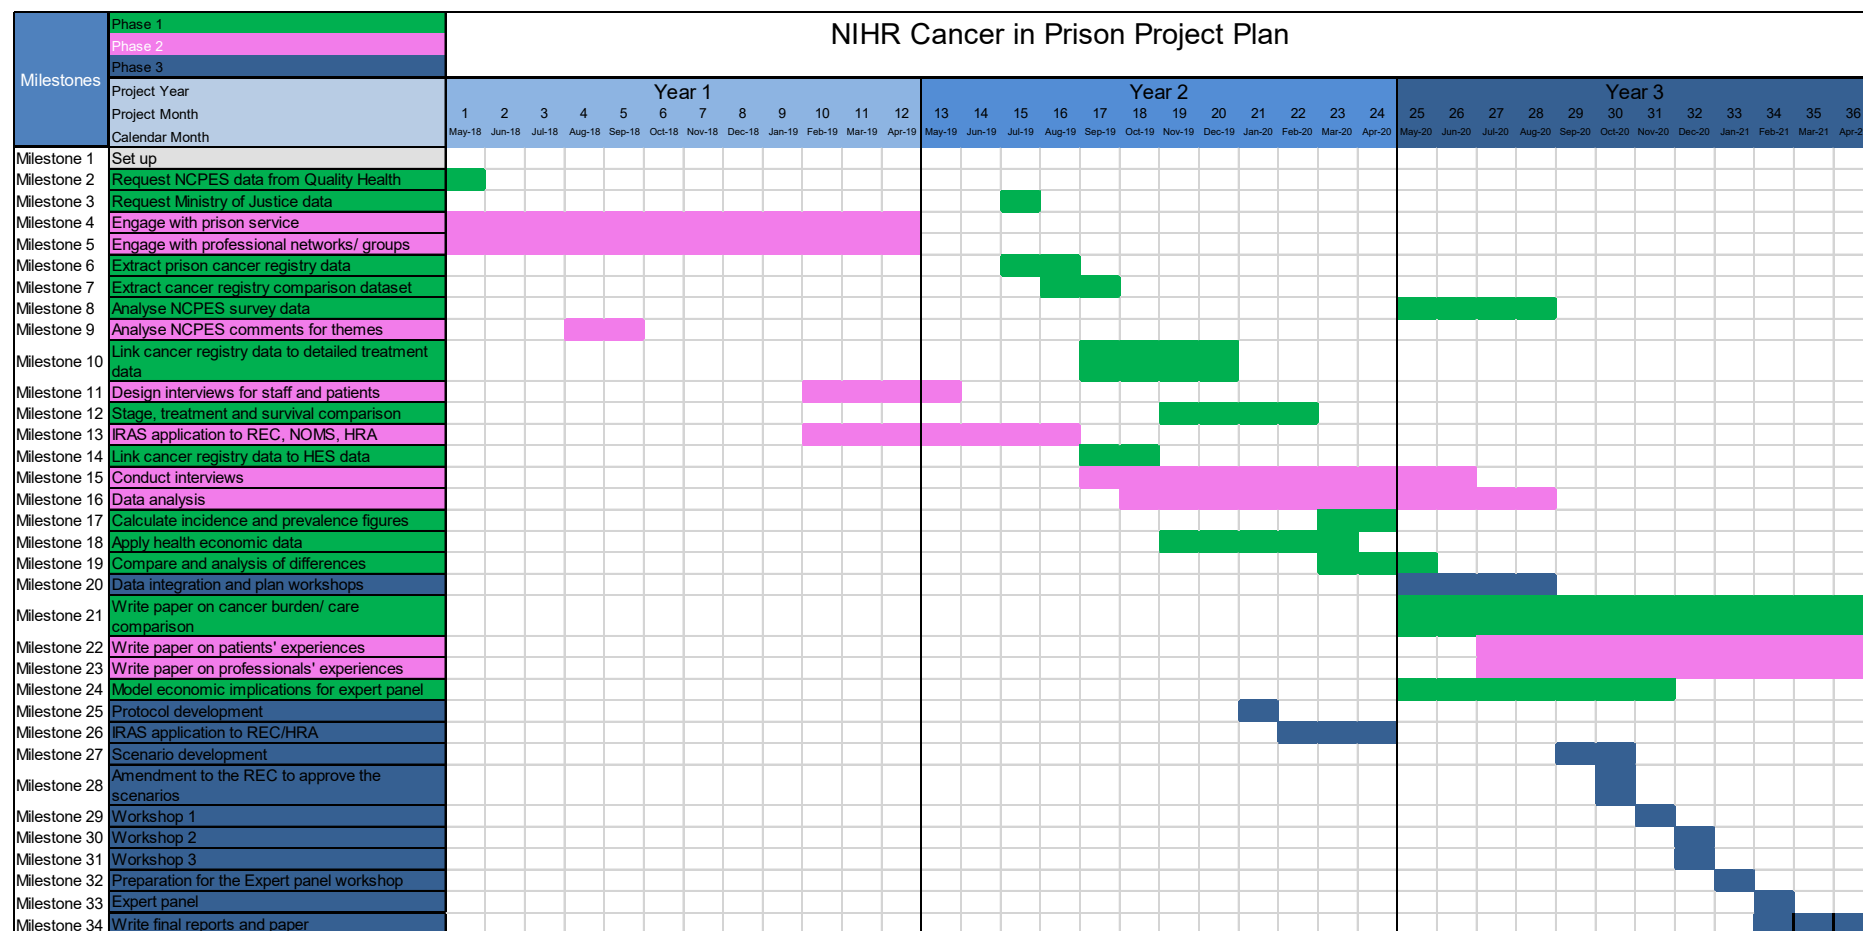 Phase 1
NIHR Cancer in Prison Project Plan
Phase 2
Phase 3
Milestones
Project Year
Year 1
Year 2
Year 3
Project Month
1 2 3 4 5 6 7 8 9 10 11 12 13 14 15 16 17 18 19 20 21 22 23 24 25 26 27 28 29 30 31 32 33 34 35 36
Calendar Month
May-18 Jun-18 Jul-18 Aug-18 Sep-18 Oct-18 Nov-18 Dec-18 Jan-19 Feb-19 Mar-19 Apr-19 May-19 Jun-19 Jul-19 Aug-19 Sep-19 Oct-19 Nov-19 Dec-19 Jan-20 Feb-20 Mar-20 Apr-20 May-20 Jun-20 Jul-20 Aug-20 Sep-20 Oct-20 Nov-20 Dec-20 Jan-21 Feb-21 Mar-21 Apr-2
Milestone 1 Set up
Milestone 2 Request NCPES data from Quality Health
Milestone 3 Request Ministry of Justice data
Milestone 4 Engage with prison service
Milestone 5 Engage with professional networks/ groups
Milestone 6 Extract prison cancer registry data
Milestone 7 Extract cancer registry comparison dataset
Milestone 8 Analyse NCPES survey data
Milestone 9 Analyse NCPES comments for themes
Milestone 10 Link cancer registry data to detailed treatment
data
Milestone 11 Design interviews for staff and patients
Milestone 12 Stage, treatment and survival comparison
Milestone 13 IRAS application to REC, NOMS, HRA
Milestone 14 Link cancer registry data to HES data
Milestone 15 Conduct interviews
Milestone 16 Data analysis
Milestone 17 Calculate incidence and prevalence figures
Milestone 18 Apply health economic data
Milestone 19 Compare and analysis of differences
Milestone 20 Data integration and plan workshops
Milestone 21 Write paper on cancer burden/ care
comparison
Milestone 22 Write paper on patients' experiences
Milestone 23 Write paper on professionals' experiences
Milestone 24 Model economic implications for expert panel
Milestone 25 Protocol development
Milestone 26 IRAS application to REC/HRA
Milestone 27 Scenario development
Milestone 28 Amendment to the REC to approve the
scenarios
Milestone 29 Workshop 1
Milestone 30 Workshop 2
Milestone 31 Workshop 3
Milestone 32 Preparation for the Expert panel workshop
Milestone 33 Expert panel
Milestone 34 Write final reports and paper